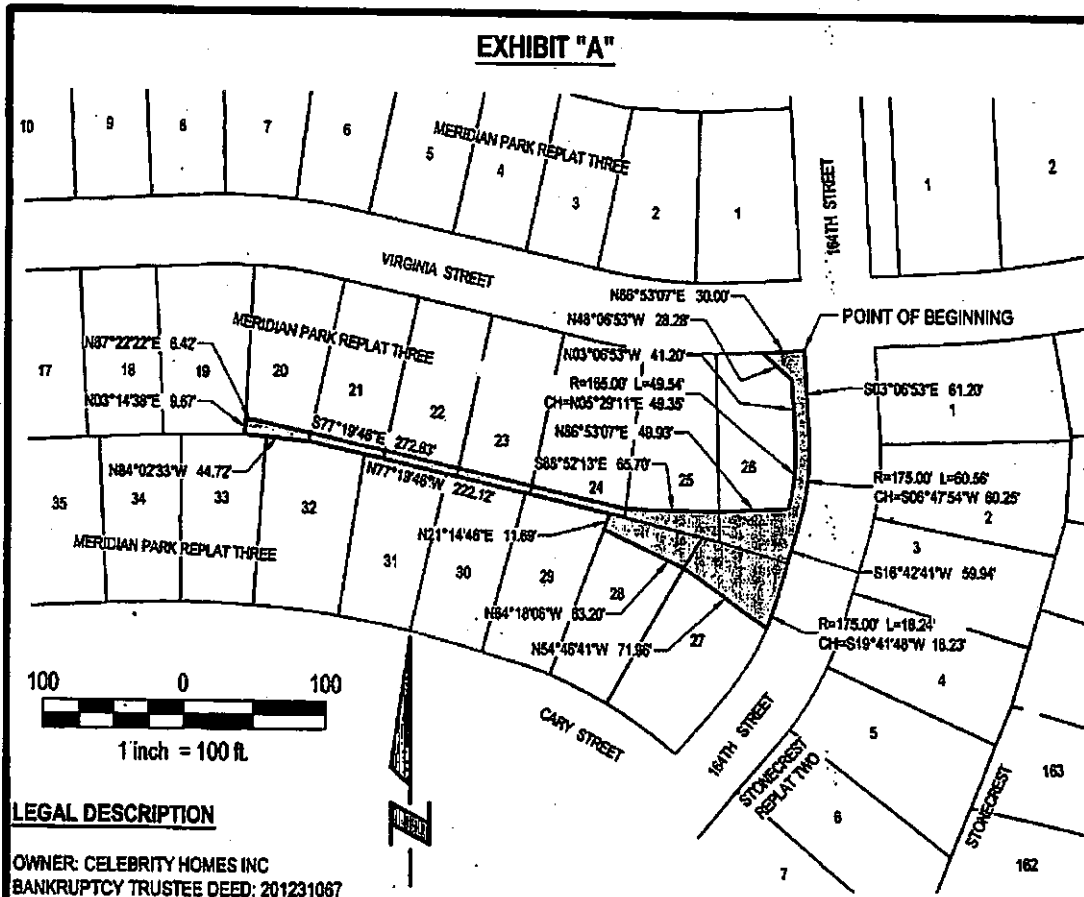 EXHIBIT "A"
10
9
8
7
6
5
4
3
2
1
MERIDIAN PARK REPLAT THREE
164TH STREET
1
2
VIRGINIA STREET
N86°53'07"E 30.00'
N48°06'53"W 28.28'
POINT OF BEGINNING
N87°22'22"E 6.42'
MERIDIAN PARK REPLAT THREE
N03°06'53"W 41.20'
R=165.00' L=49.54'
CH=N05°29'11"E 49.35'
S03°06'53"E 61.20'
17
18
19
20
21
22
23
24
25
26
1
N03°14'38"E 9.67'
S77°19'46"E 272.83'
N86°53'07"E 48.93'
S85°52'13"E 65.70'
N84°02'33"W 44.72'
N77°19'46"W 222.12'
R=175.00' L=60.56'
CH=S06°47'54"W 60.25'
2
35
34
33
32
31
30
29
28
27
3
MERIDIAN PARK REPLAT THREE
N21°14'46"E 11.69'
S16°42'41"W 59.94'
N64°18'06"W 63.20'
N54°46'41"W 71.96'
R=175.00' L=18.24'
CH=S19°41'48"W 18.23'
4
100 0 100
1 inch = 100 ft.
CARY STREET
164TH STREET
5
STONECREST
REPLAT TWO
6
STONECREST
163
162
7
LEGAL DESCRIPTION
OWNER: CELEBRITY HOMES INC
BANKRUPTCY TRUSTEE DEED: 201231067